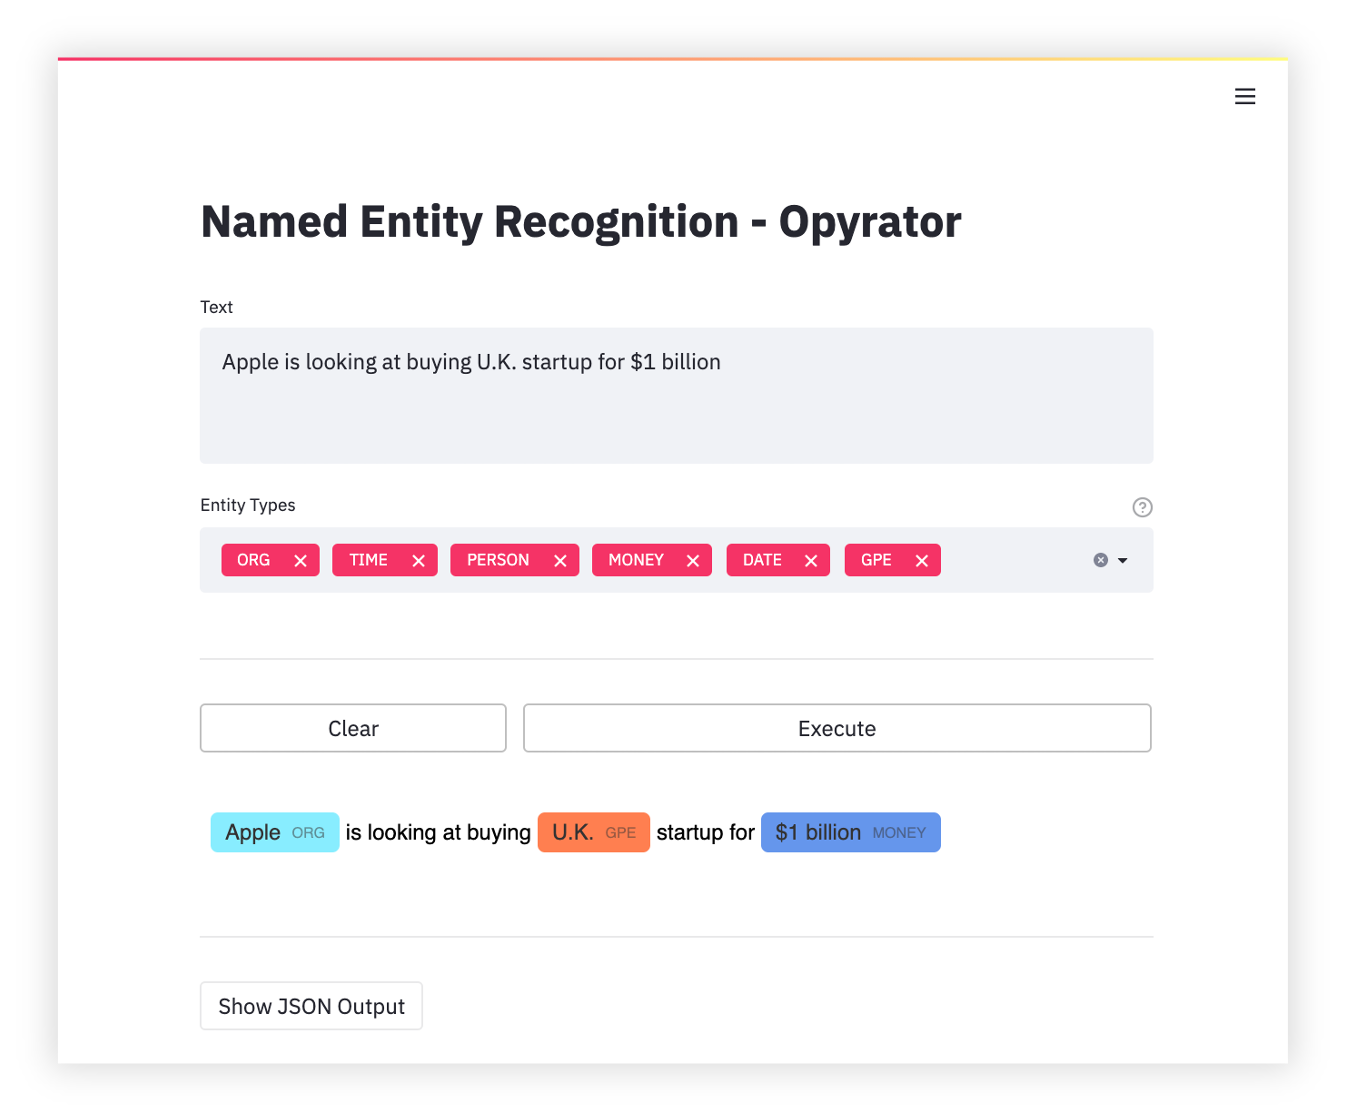 Named Entity Recognition - Opyrator
Text
Apple is looking at buying U.K. startup for $1 billion
Entity Types
ORG TIME PERSON MONEY DATE GPE
Clear Execute
Apple ORG is looking at buying U.K. GPE startup for $1 billion MONEY
Show JSON Output